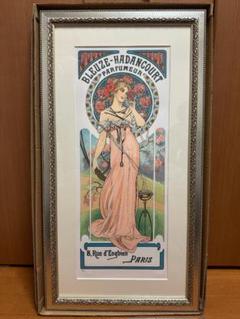 BLEUZE-HADANCOURT
PARFUMEUR
8, Rue d'Enghien
PARIS